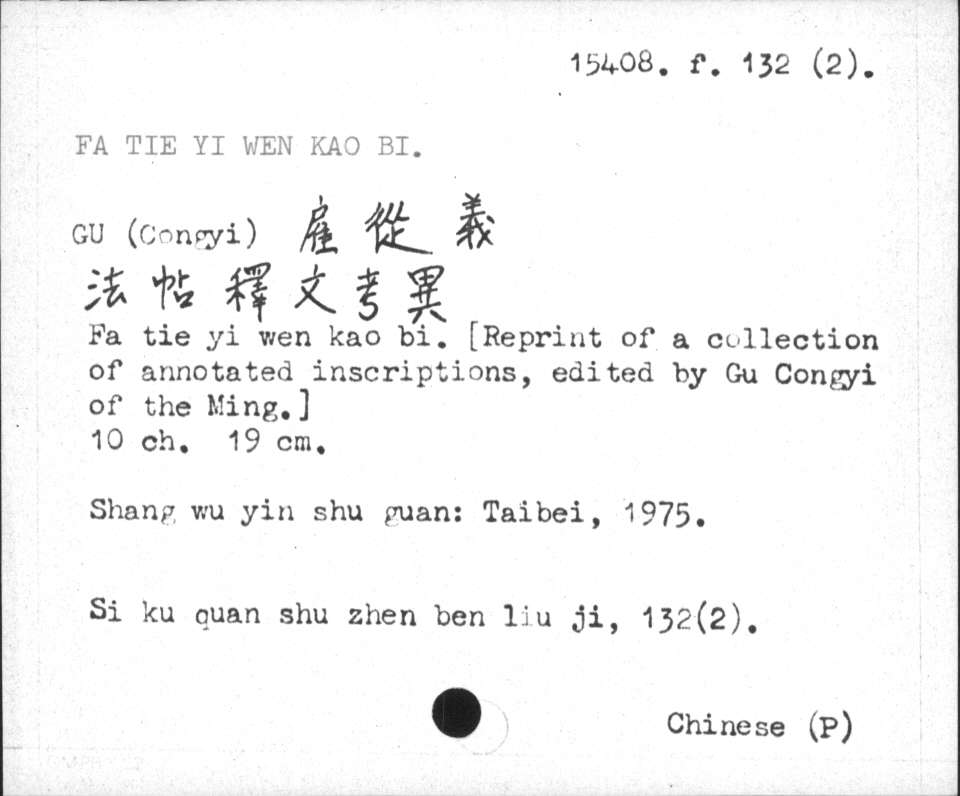 15408. f. 132 (2).
FA TIE YI WEN KAO BI.
GU (Congyi) 雇從義
法帖釋文考異
Fa tie yi wen kao bi. [Reprint of a collection
of annotated inscriptions, edited by Gu Congyi
of the Ming.]
10 ch. 19 cm.
Shang wu yin shu guan: Taibei, 1975.
Si ku quan shu zhen ben liu ji, 132(2).
Chinese (P)